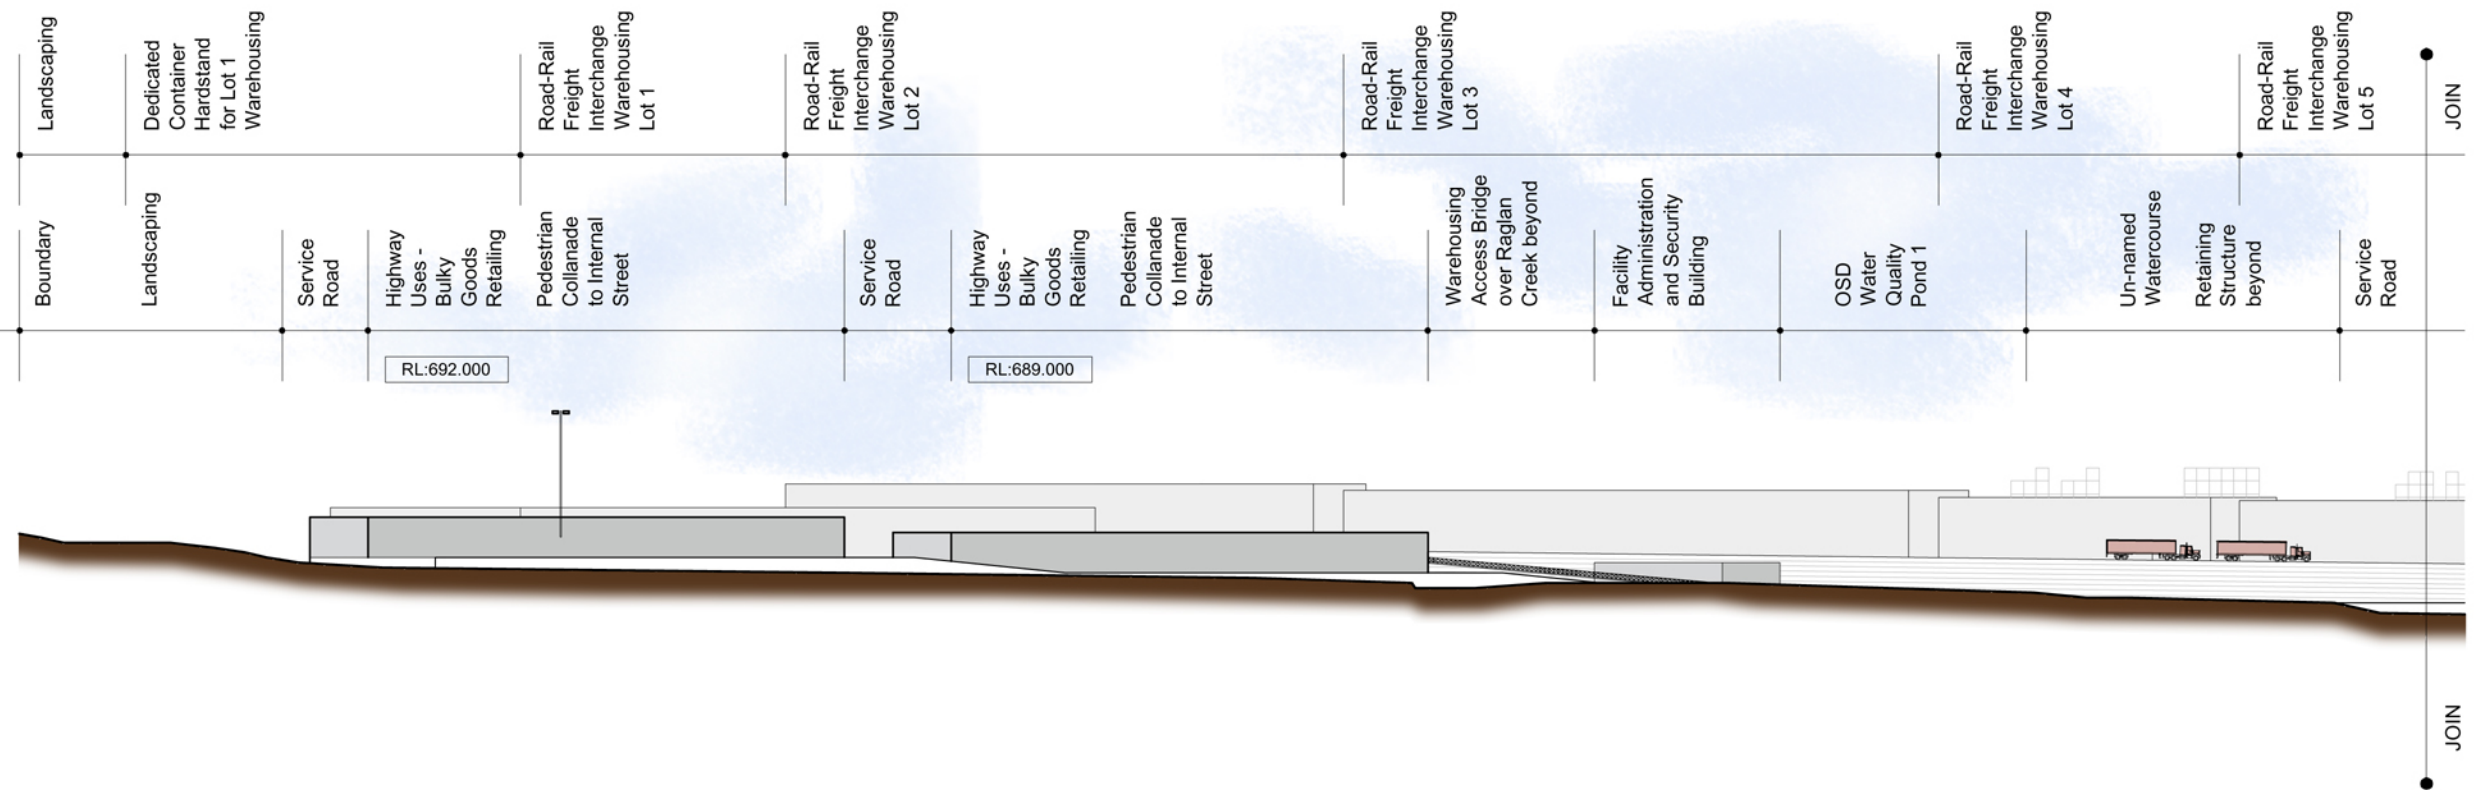 Landscaping
Dedicated
Container
Hardstand
for Lot 1
Warehousing
Road-Rail
Freight
Interchange
Warehousing
Lot 1
Road-Rail
Freight
Interchange
Warehousing
Lot 2
Road-Rail
Freight
Interchange
Warehousing
Lot 3
Road-Rail
Freight
Interchange
Warehousing
Lot 4
Road-Rail
Freight
Interchange
Warehousing
Lot 5
JOIN
Boundary
Landscaping
Service
Road
Highway
Uses -
Bulky
Goods
Retailing
Pedestrian
Collanade
to Internal
Street
Service
Road
Highway
Uses -
Bulky
Goods
Retailing
Pedestrian
Collanade
to Internal
Street
Warehousing
Access Bridge
over Raglan
Creek beyond
Facility
Administration
and Security
Building
OSD
Water
Quality
Pond 1
Un-named
Watercourse
Retaining
Structure
beyond
Service
Road
RL:692.000
RL:689.000
JOIN